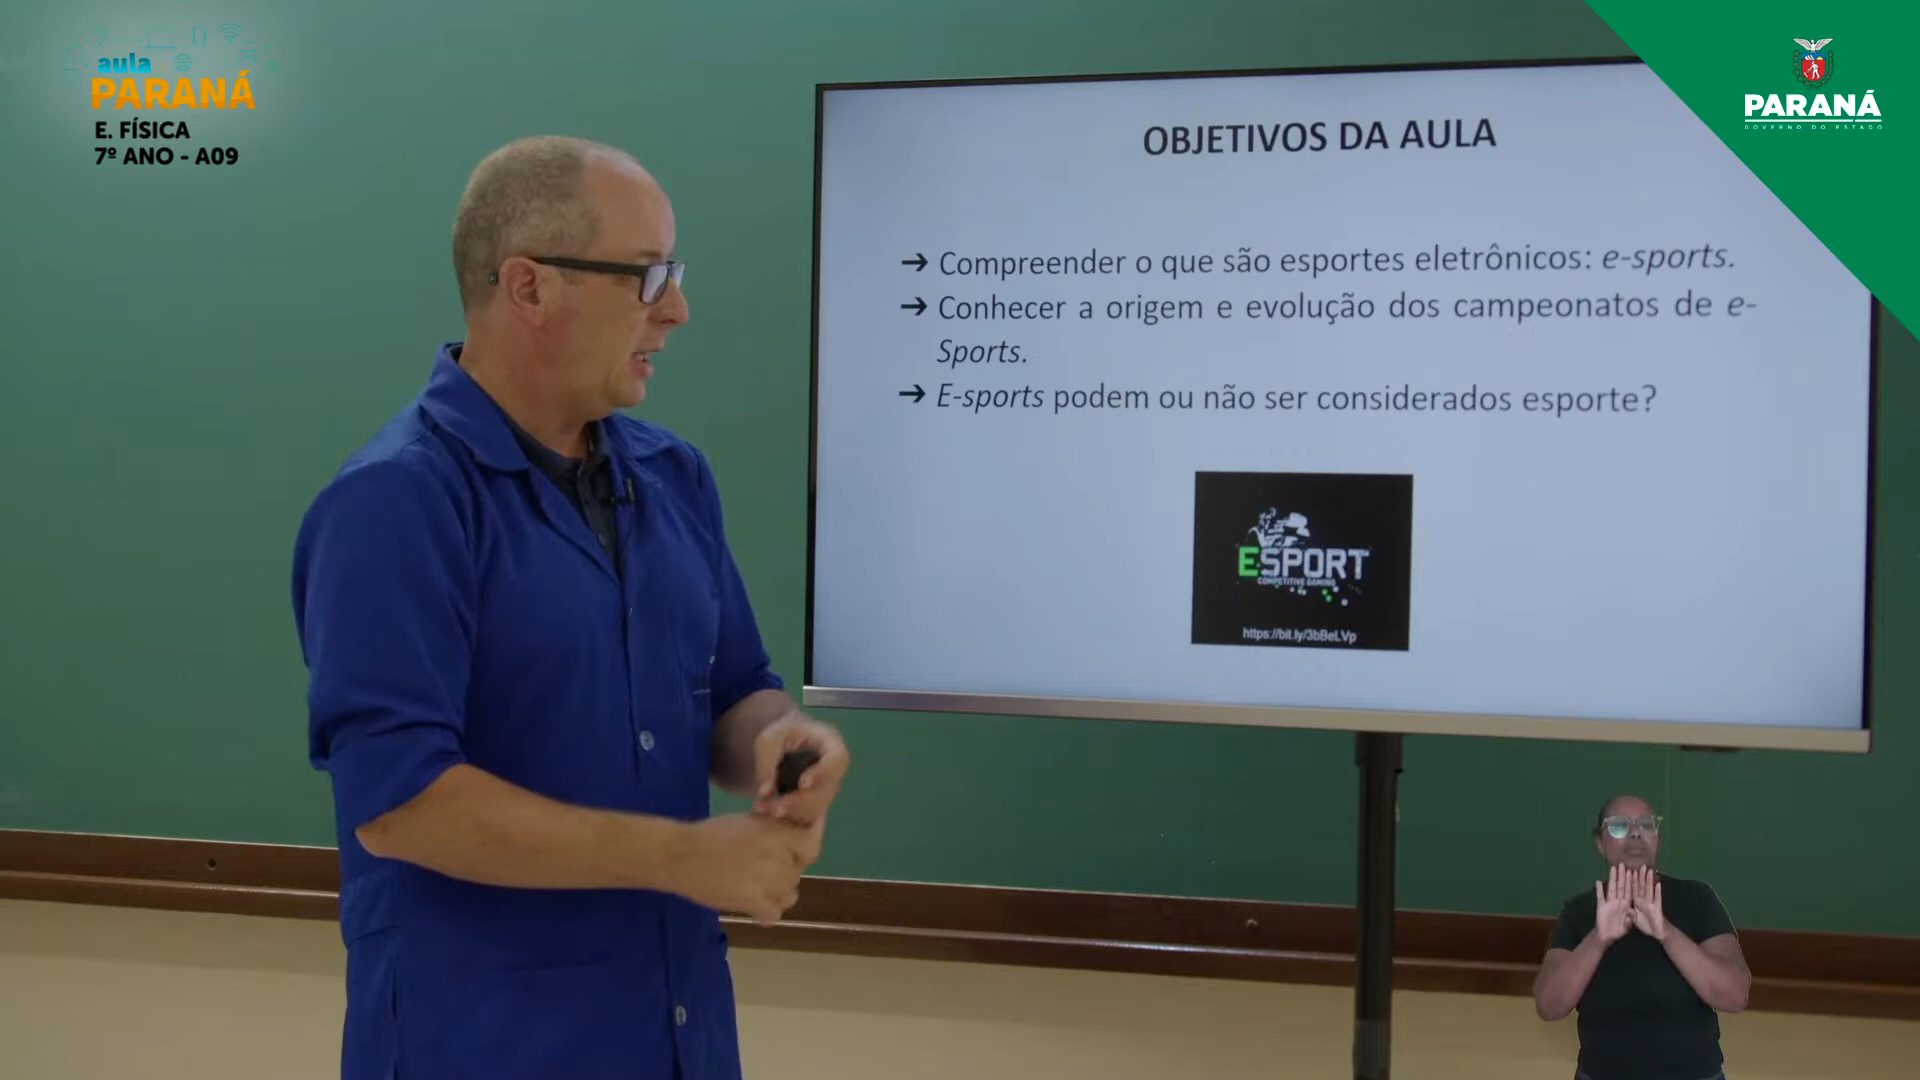 aula
PARANÁ
E. FÍSICA
7º ANO - A09
PARANÁ
GOVERNO DO ESTADO
OBJETIVOS DA AULA
➔ Compreender o que são esportes eletrônicos: e-sports.
➔ Conhecer a origem e evolução dos campeonatos de e-
Sports.
➔ E-sports podem ou não ser considerados esporte?
ESPORT
COMPETITIVE GAMING
https://bit.ly/3bBeLVp